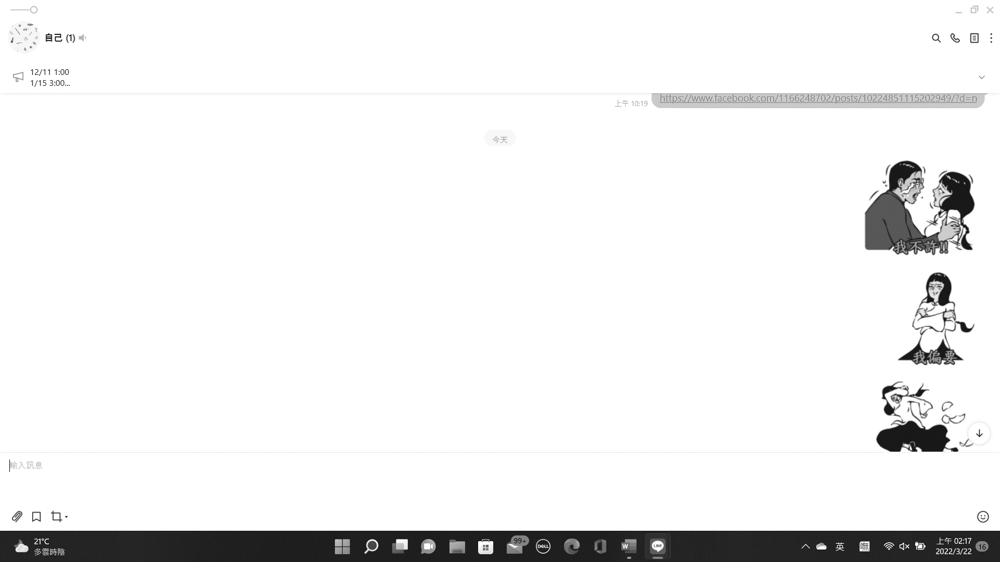 自己 (1)
12/11 1:00
1/15 3:00...
https://www.facebook.com/1166248702/posts/10224851115202949/?d=n
上午 10:19
今天
我不許!!
我偏要
輸入訊息
21°C
多雲時陰
99+
DELL
W
LINE
英
上午 02:17
2022/3/22
16